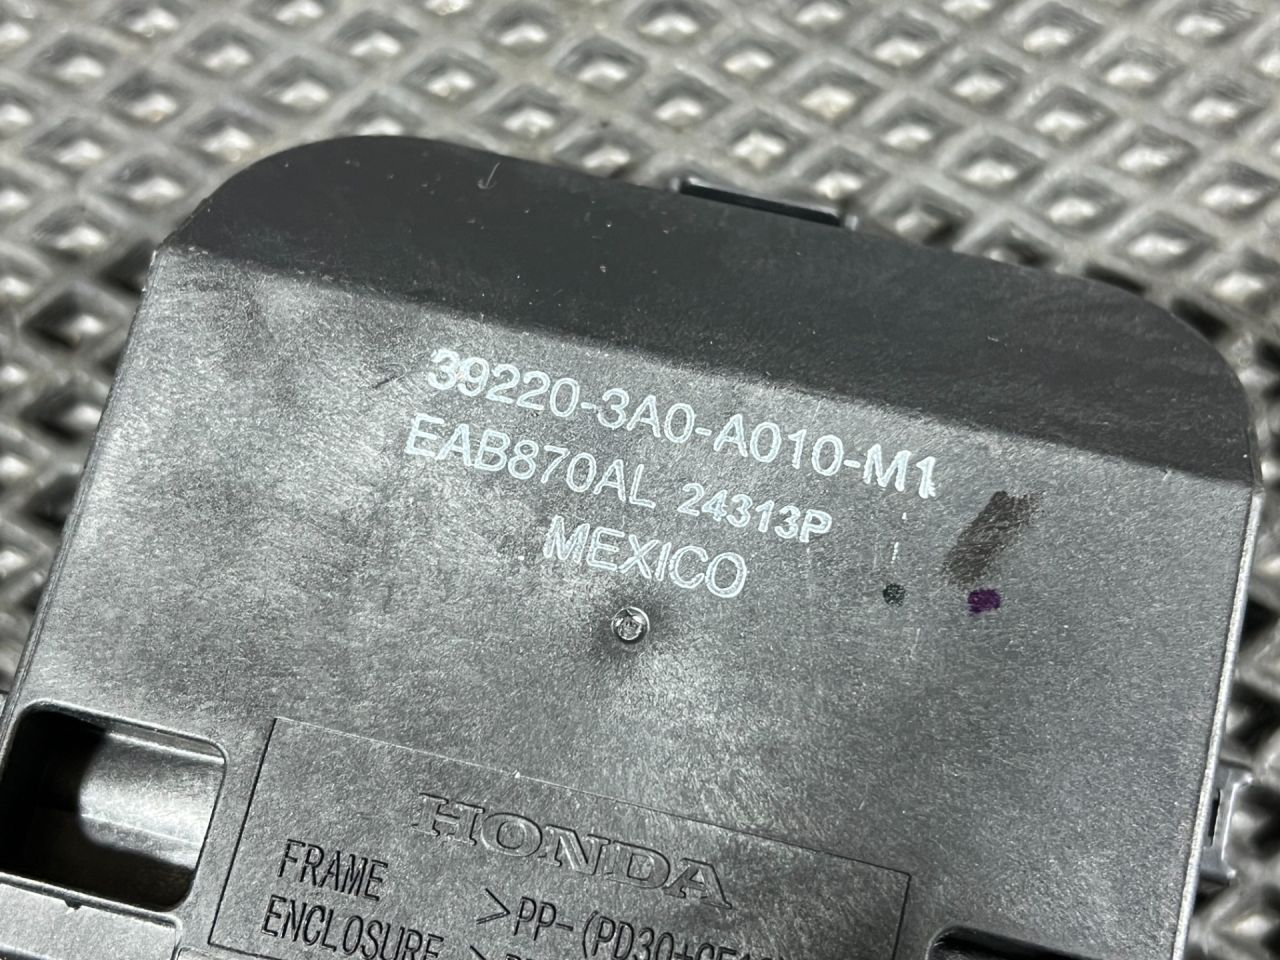 39220-3A0-A010-M1
EAB870AL 24313P
MEXICO
HONDA
FRAME >PP-(PD30+
ENCLOSURE